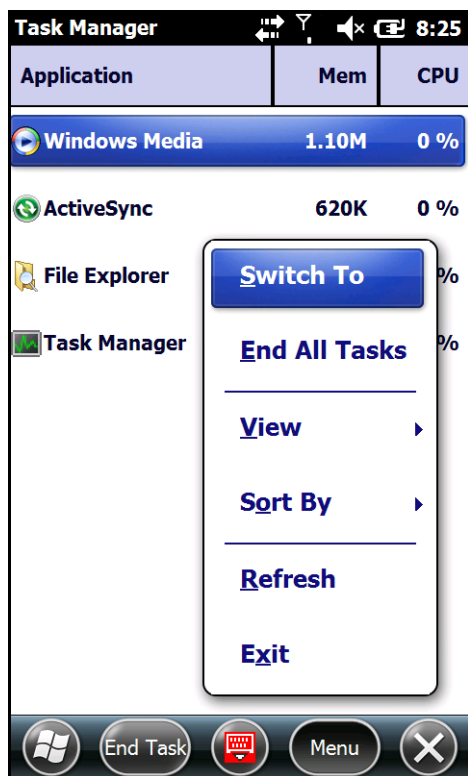 Task Manager 8:25
Application Mem CPU
Windows Media 1.10M 0 %
ActiveSync 620K 0 %
File Explorer %
Task Manager %
Switch To
End All Tasks
View
Sort By
Refresh
Exit
End Task Menu